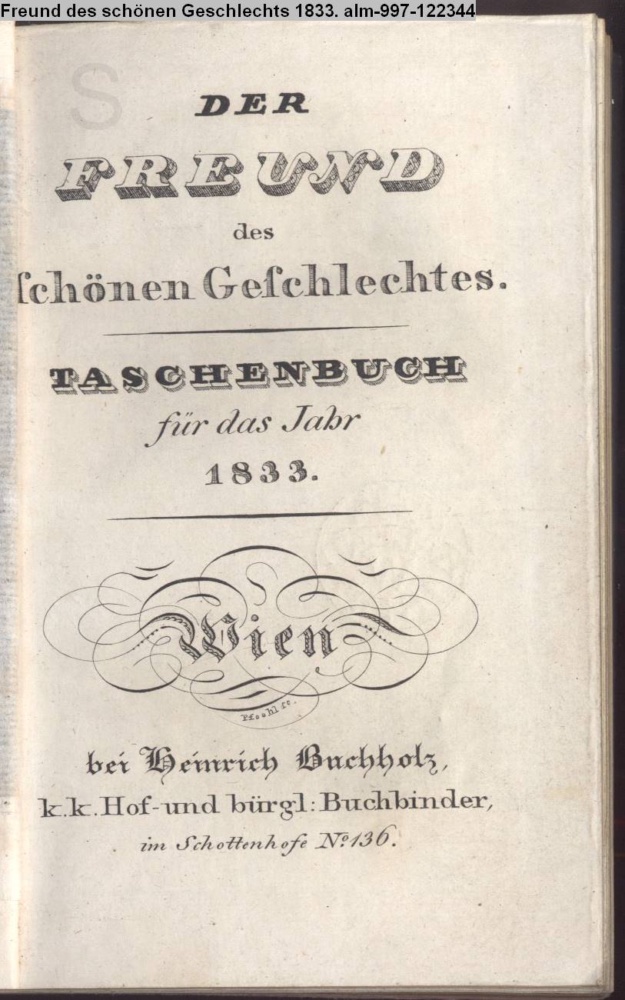 Freund des schönen Geschlechts 1833. alm-997-122344
S
DER
FREUND
des
ſchönen Geſchlechtes.
TASCHENBUCH
für das Jahr
1833.
Wien
bei Heinrich Buchholz,
k.k. Hof- und bürgl: Buchbinder,
im Schottenhofe Nº 136.